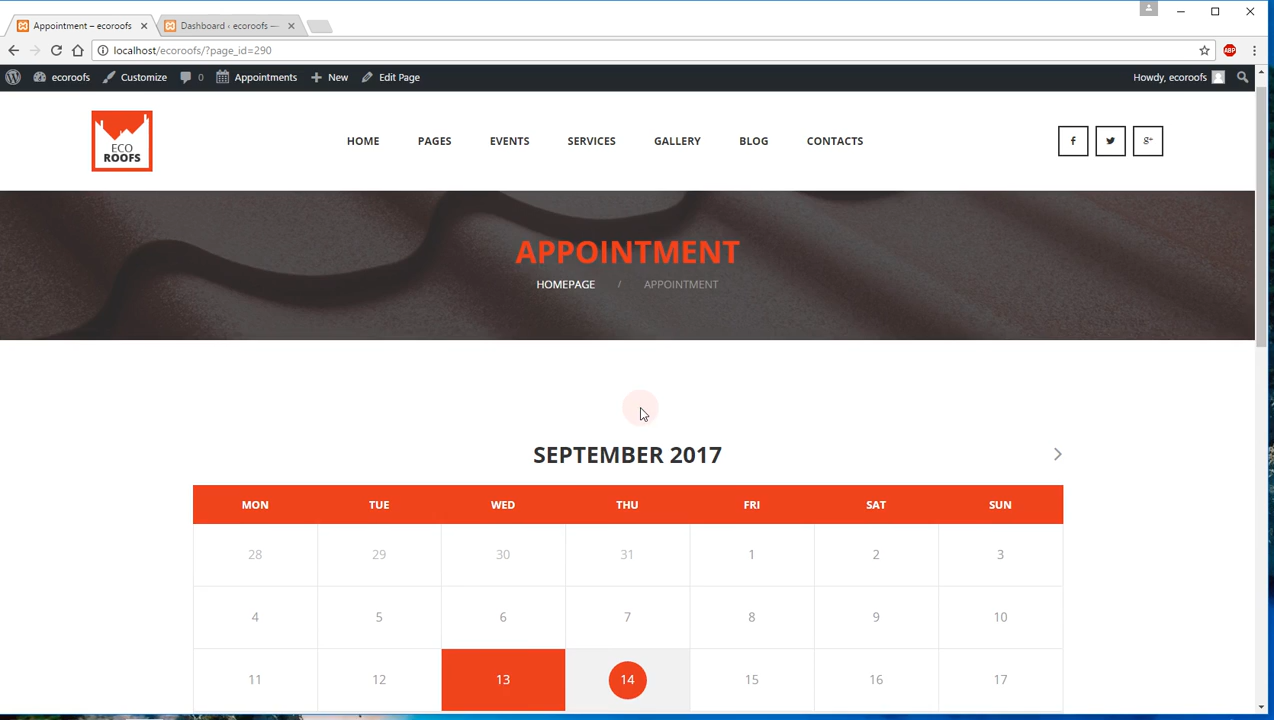 Appointment – ecoroofs
Dashboard ‹ ecoroofs —
localhost/ecoroofs/?page_id=290
ABP
ecoroofs Customize 0 Appointments New Edit Page Howdy, ecoroofs
ECO
ROOFS
HOME PAGES EVENTS SERVICES GALLERY BLOG CONTACTS
APPOINTMENT
HOMEPAGE / APPOINTMENT
SEPTEMBER 2017
MON TUE WED THU FRI SAT SUN
28 29 30 31 1 2 3
4 5 6 7 8 9 10
11 12 13 14 15 16 17